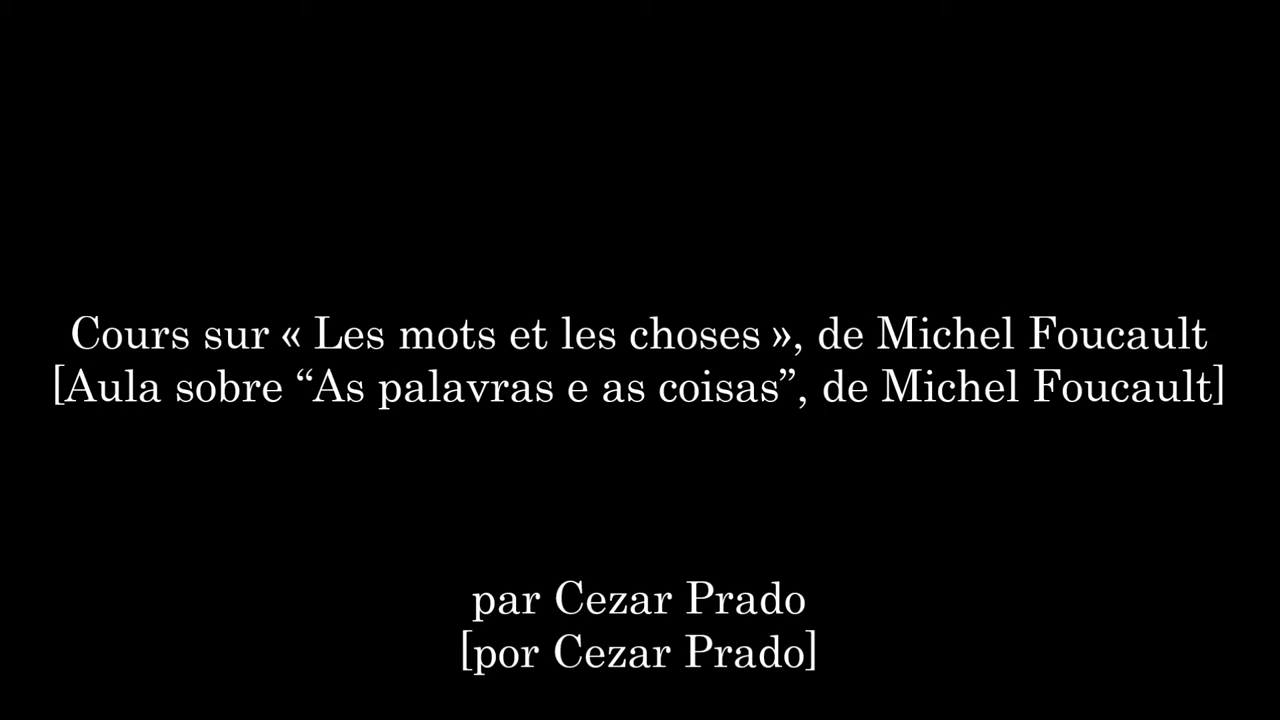 Cours sur « Les mots et les choses », de Michel Foucault
[Aula sobre “As palavras e as coisas”, de Michel Foucault]
par Cezar Prado
[por Cezar Prado]